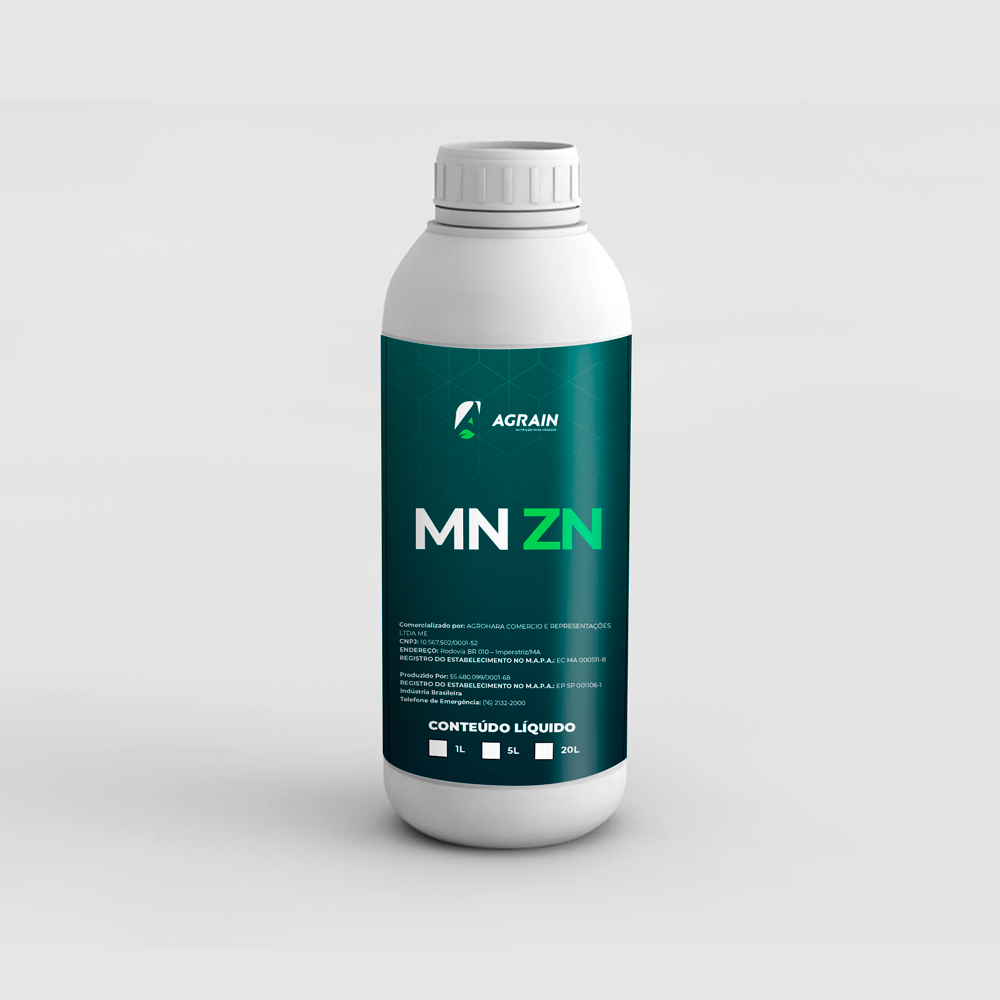 AGRAIN
NUTRIÇÃO PARA CRESCER
MN ZN
Comercializado por: AGROHARA COMERCIO E REPRESENTAÇÕES
LTDA ME
CNPJ: 10.567.502/0001-52
ENDEREÇO: Rodovia BR 010 – Imperatriz/MA
REGISTRO DO ESTABELECIMENTO NO M.A.P.A.: EC MA 000511-8
Produzido Por: 55.480.099/0001-68
REGISTRO DO ESTABELECIMENTO NO M.A.P.A.: EP SP 001106-1
Indústria Brasileira
Telefone de Emergência: (16) 2132-2000
CONTEÚDO LÍQUIDO
1L 5L 20L